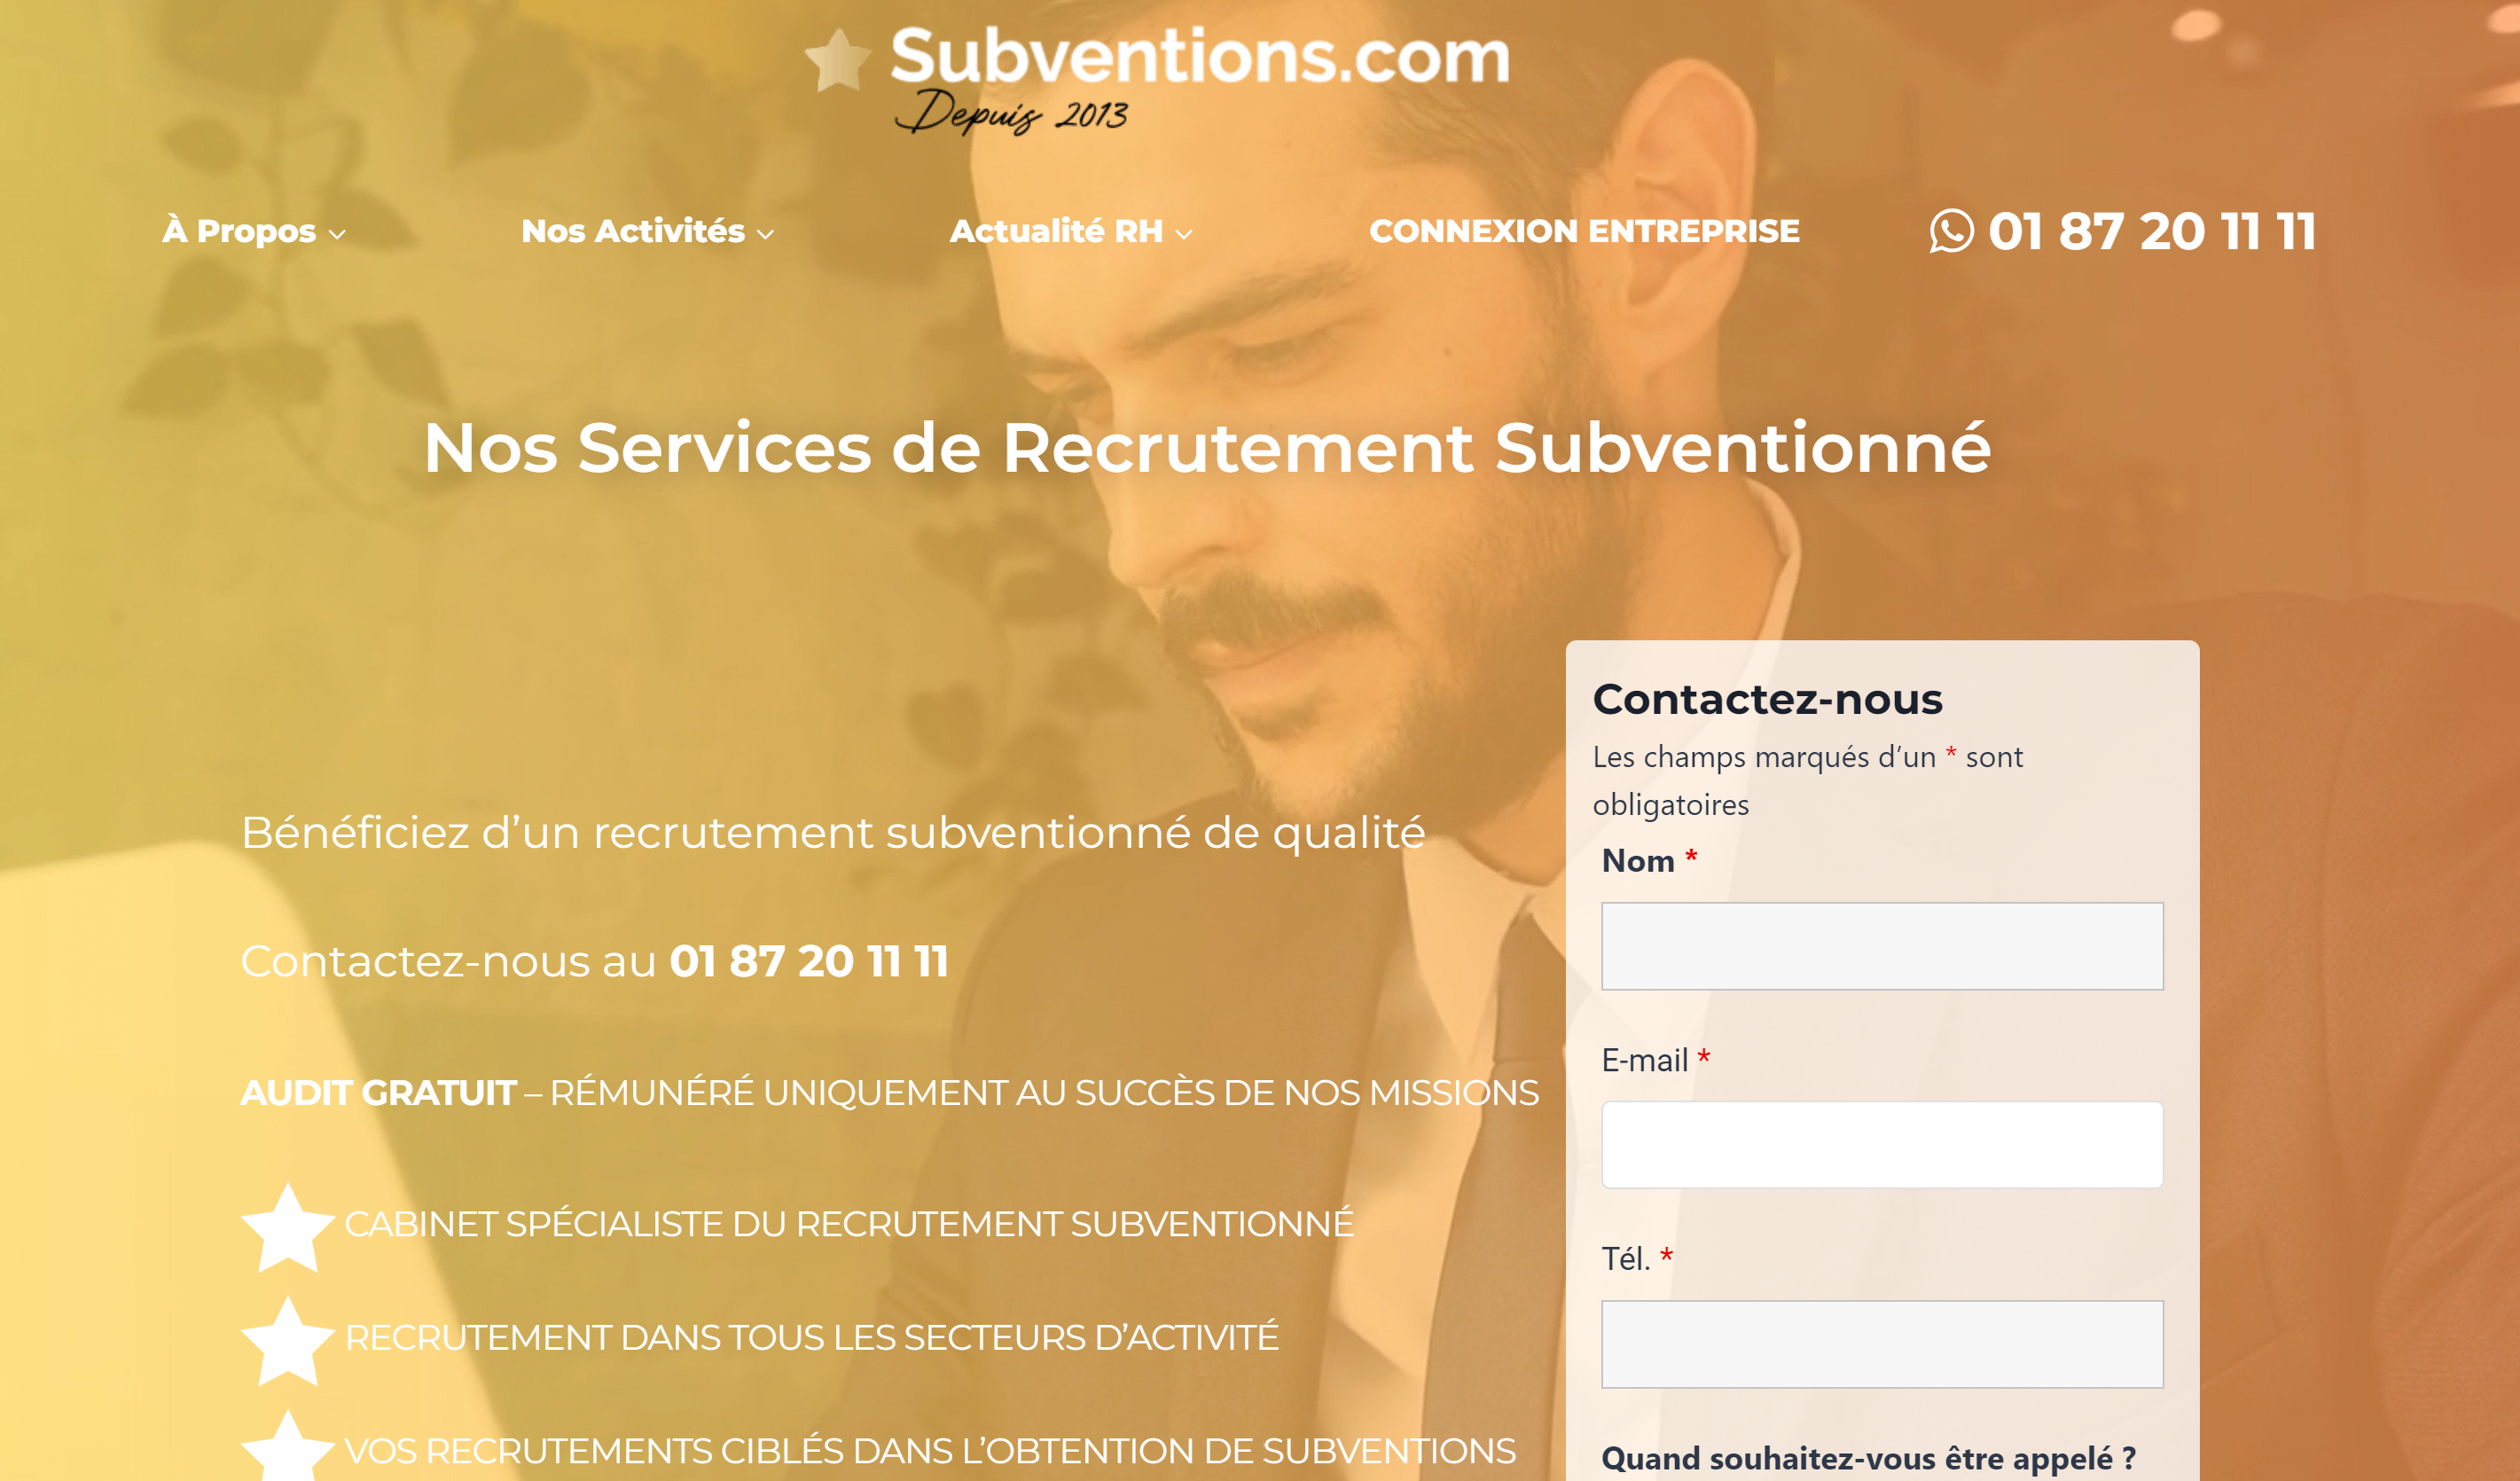 Subventions.com
Depuis 2013
À Propos
Nos Activités
Actualité RH
CONNEXION ENTREPRISE
01 87 20 11 11
Nos Services de Recrutement Subventionné
Bénéficiez d’un recrutement subventionné de qualité
Contactez-nous au 01 87 20 11 11
AUDIT GRATUIT – RÉMUNÉRÉ UNIQUEMENT AU SUCCÈS DE NOS MISSIONS
CABINET SPÉCIALISTE DU RECRUTEMENT SUBVENTIONNÉ
RECRUTEMENT DANS TOUS LES SECTEURS D’ACTIVITÉ
VOS RECRUTEMENTS CIBLÉS DANS L’OBTENTION DE SUBVENTIONS
Contactez-nous
Les champs marqués d’un * sont
obligatoires
Nom *
E-mail *
Tél. *
Quand souhaitez-vous être appelé ?